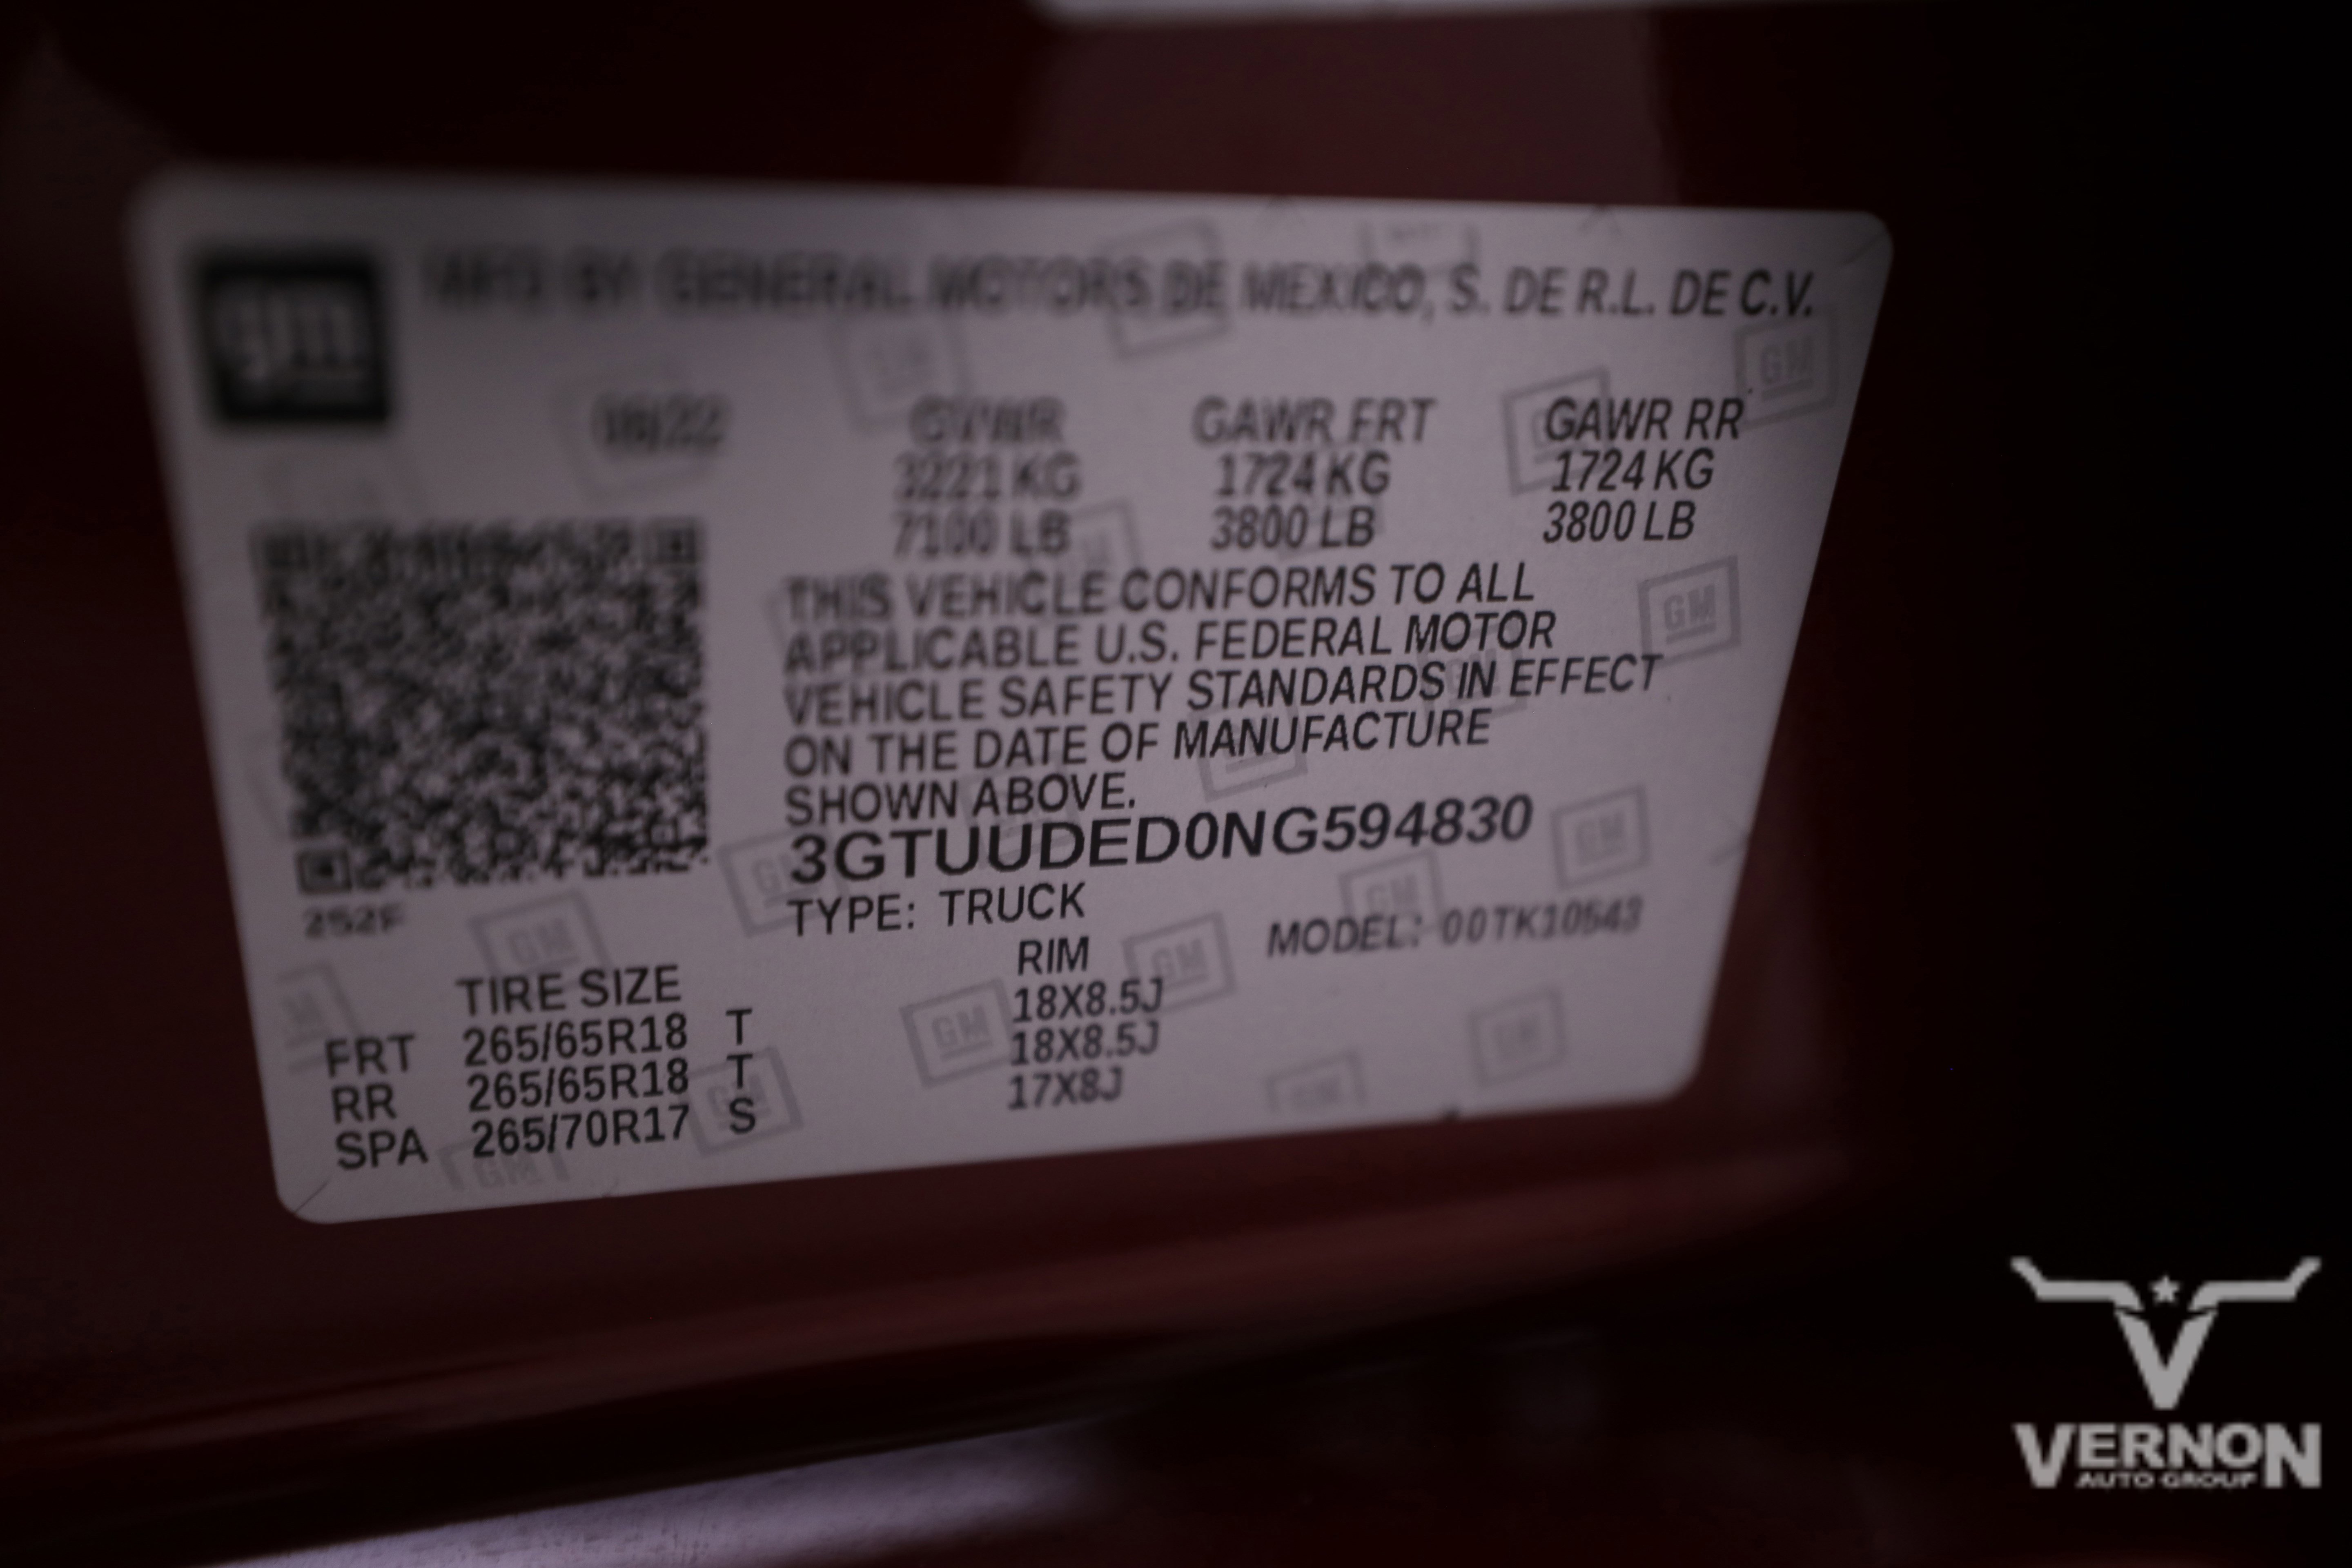 gm
MFD BY GENERAL MOTORS DE MEXICO, S. DE R.L. DE C.V.
GVWR GAWR FRT GAWR RR
3221 KG 1724 KG 1724 KG
7100 LB 3800 LB 3800 LB
THIS VEHICLE CONFORMS TO ALL
APPLICABLE U.S. FEDERAL MOTOR
VEHICLE SAFETY STANDARDS IN EFFECT
ON THE DATE OF MANUFACTURE
SHOWN ABOVE.
3GTUUDED0NG594830
TYPE: TRUCK MODEL: 00TK10543
252F
TIRE SIZE RIM
FRT 265/65R18 T 18X8.5J
RR 265/65R18 T 18X8.5J
SPA 265/70R17 S 17X8J
VERNON
AUTO GROUP